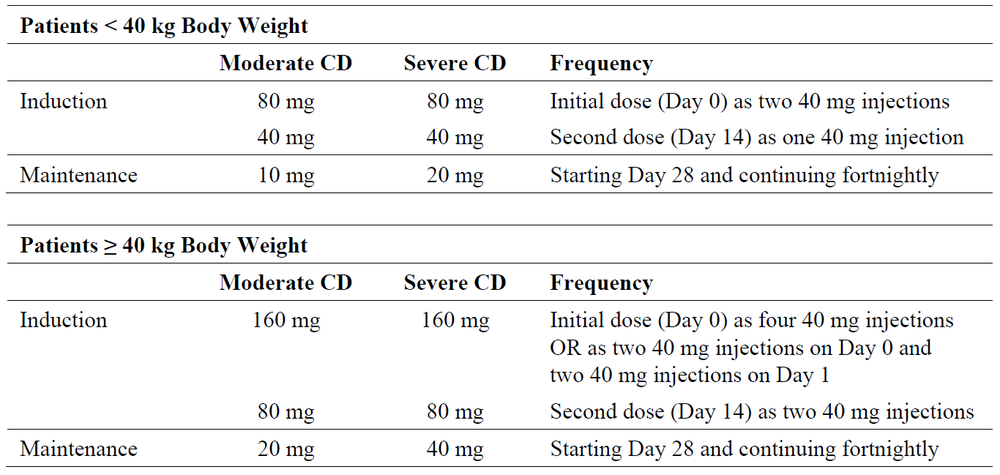 Patients < 40 kg Body Weight
Moderate CD Severe CD Frequency
Induction 80 mg 80 mg Initial dose (Day 0) as two 40 mg injections
40 mg 40 mg Second dose (Day 14) as one 40 mg injection
Maintenance 10 mg 20 mg Starting Day 28 and continuing fortnightly
Patients ≥ 40 kg Body Weight
Moderate CD Severe CD Frequency
Induction 160 mg 160 mg Initial dose (Day 0) as four 40 mg injections
OR as two 40 mg injections on Day 0 and
two 40 mg injections on Day 1
80 mg 80 mg Second dose (Day 14) as two 40 mg injections
Maintenance 20 mg 40 mg Starting Day 28 and continuing fortnightly